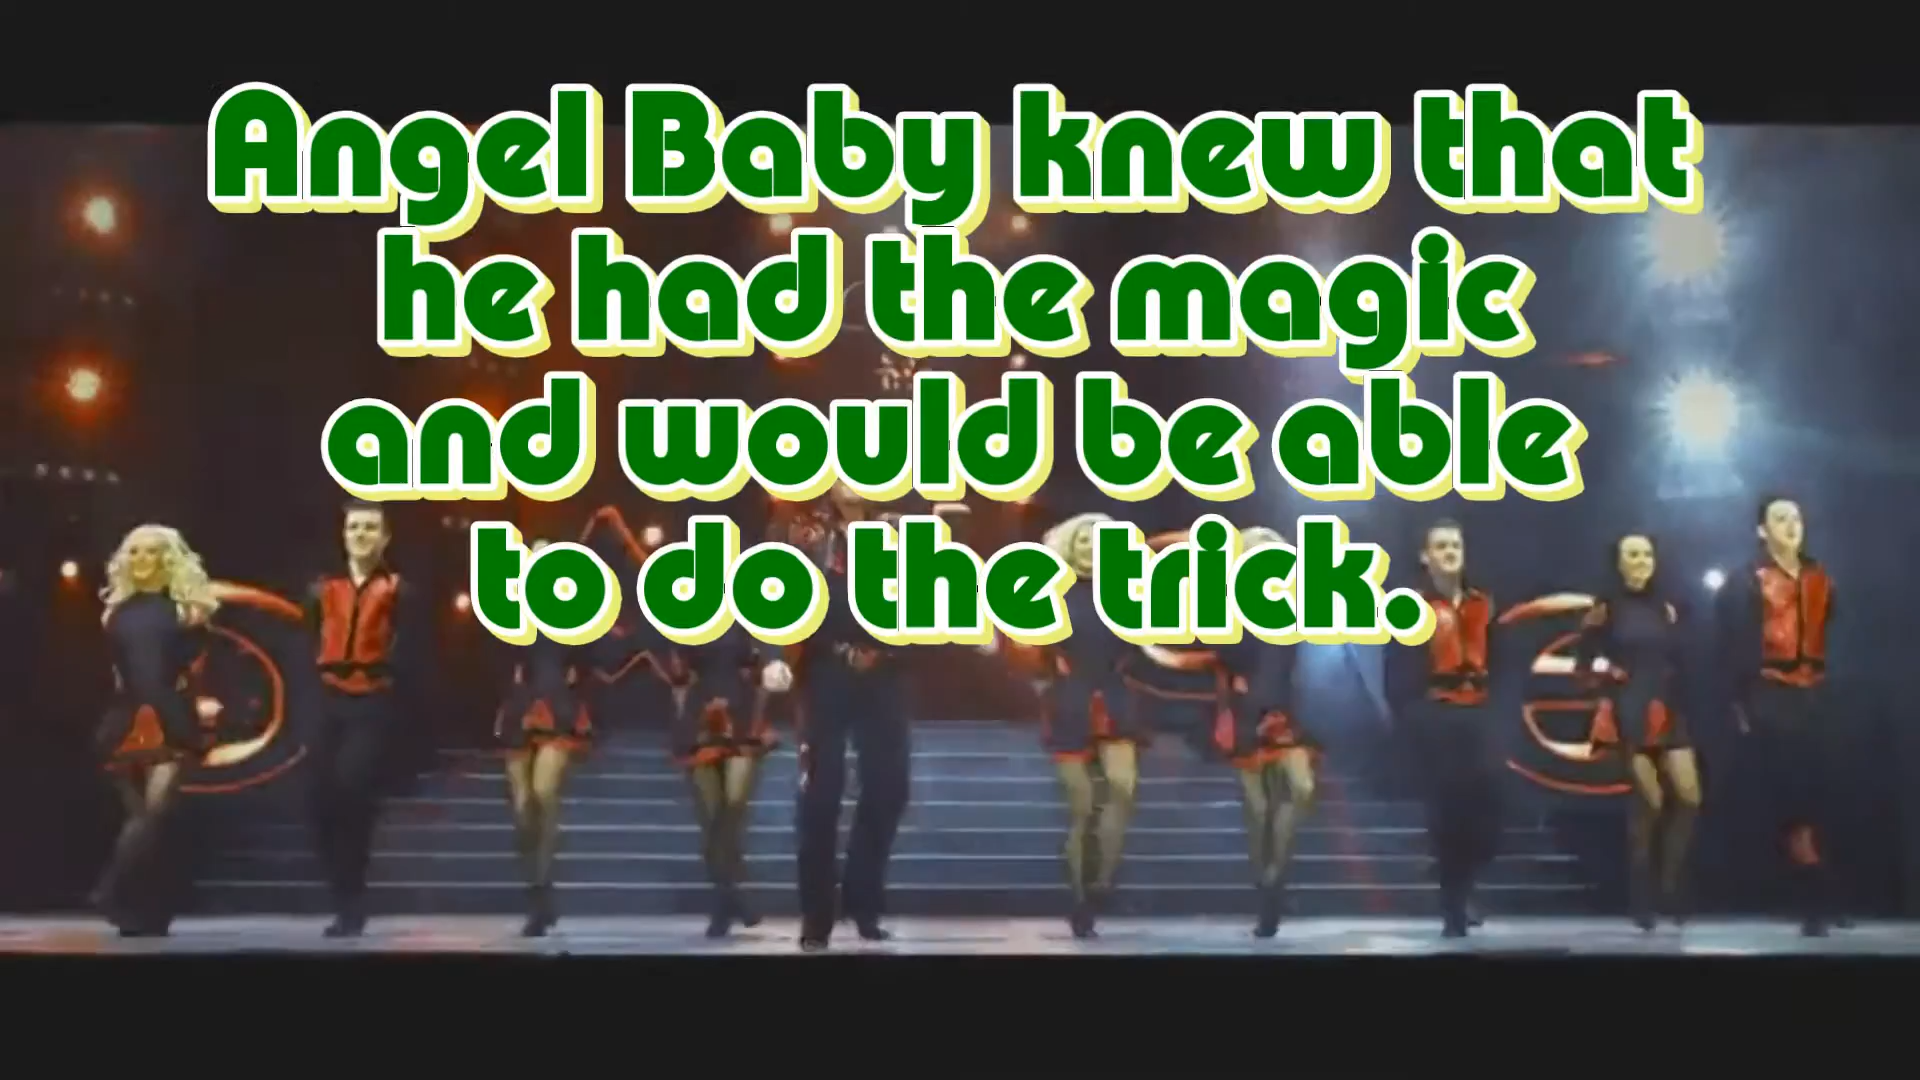 Angel Baby knew that
he had the magic
and would be able
to do the trick.